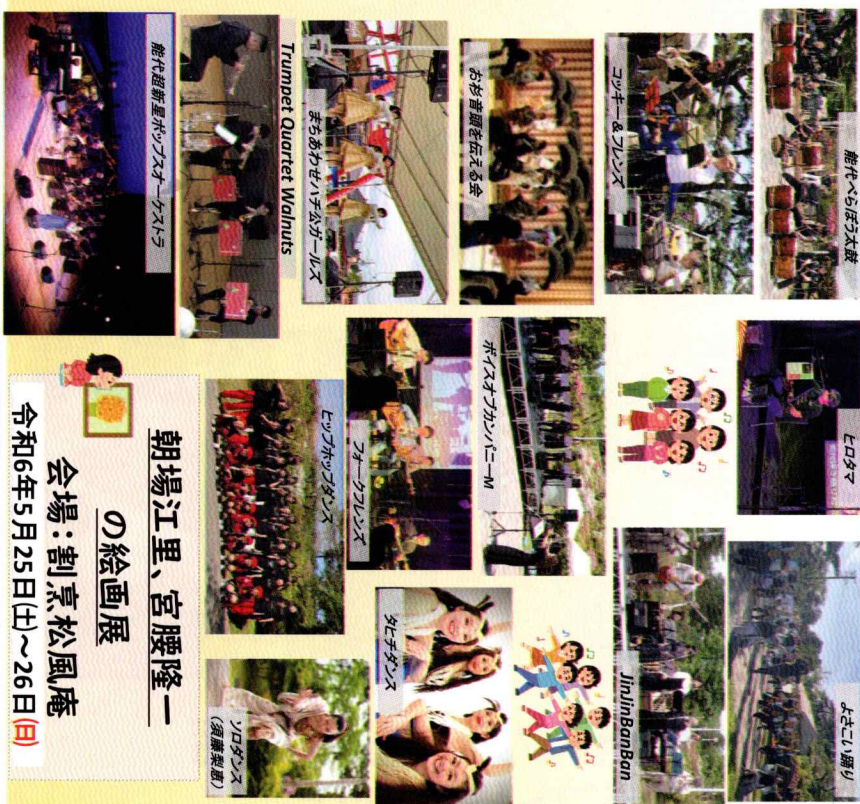 能代べらぼう太鼓
ヒロタマ
よさこい踊り
コッキー&フレンズ
JinJinBanBan
お杉音頭を伝える会
ボイスオブカンパニーM
タヒチダンス
まちあわせハチ公ガールズ
フォークフレンズ
Trumpet Quartet Walnuts
ヒップホップダンス
ソロダンス
(須藤梨恵)
能代超新星ポップスオーケストラ
朝場江里、宮腰隆一
の絵画展
会場：割烹松風庵
令和6年5月25日(土)～26日(日)